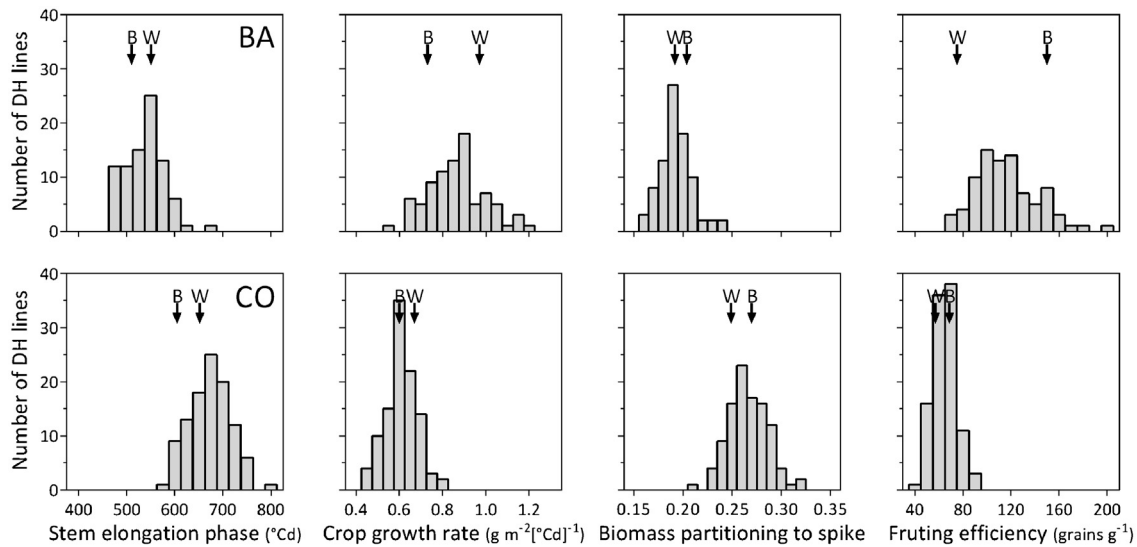 40
30
20
10
0
Number of DH lines
B W
BA
B
W
W B
W
B
40
30
20
10
0
Number of DH lines
B W
CO
B W
W B
W B
400 500 600 700 800
0.4 0.6 0.8 1.0 1.2
0.15 0.20 0.25 0.30 0.35
40 80 120 160 200
Stem elongation phase (°Cd)
Crop growth rate (g m⁻²[°Cd]⁻¹)
Biomass partitioning to spike
Fruting efficiency (grains g⁻¹)